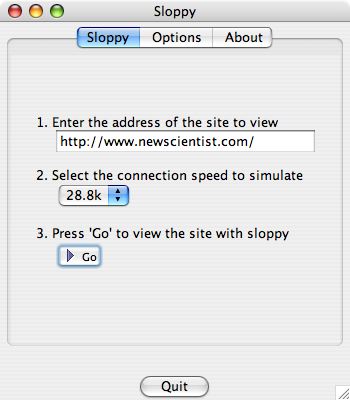 Sloppy
Sloppy Options About
1. Enter the address of the site to view
http://www.newscientist.com/
2. Select the connection speed to simulate
28.8k
3. Press 'Go' to view the site with sloppy
Go
Quit